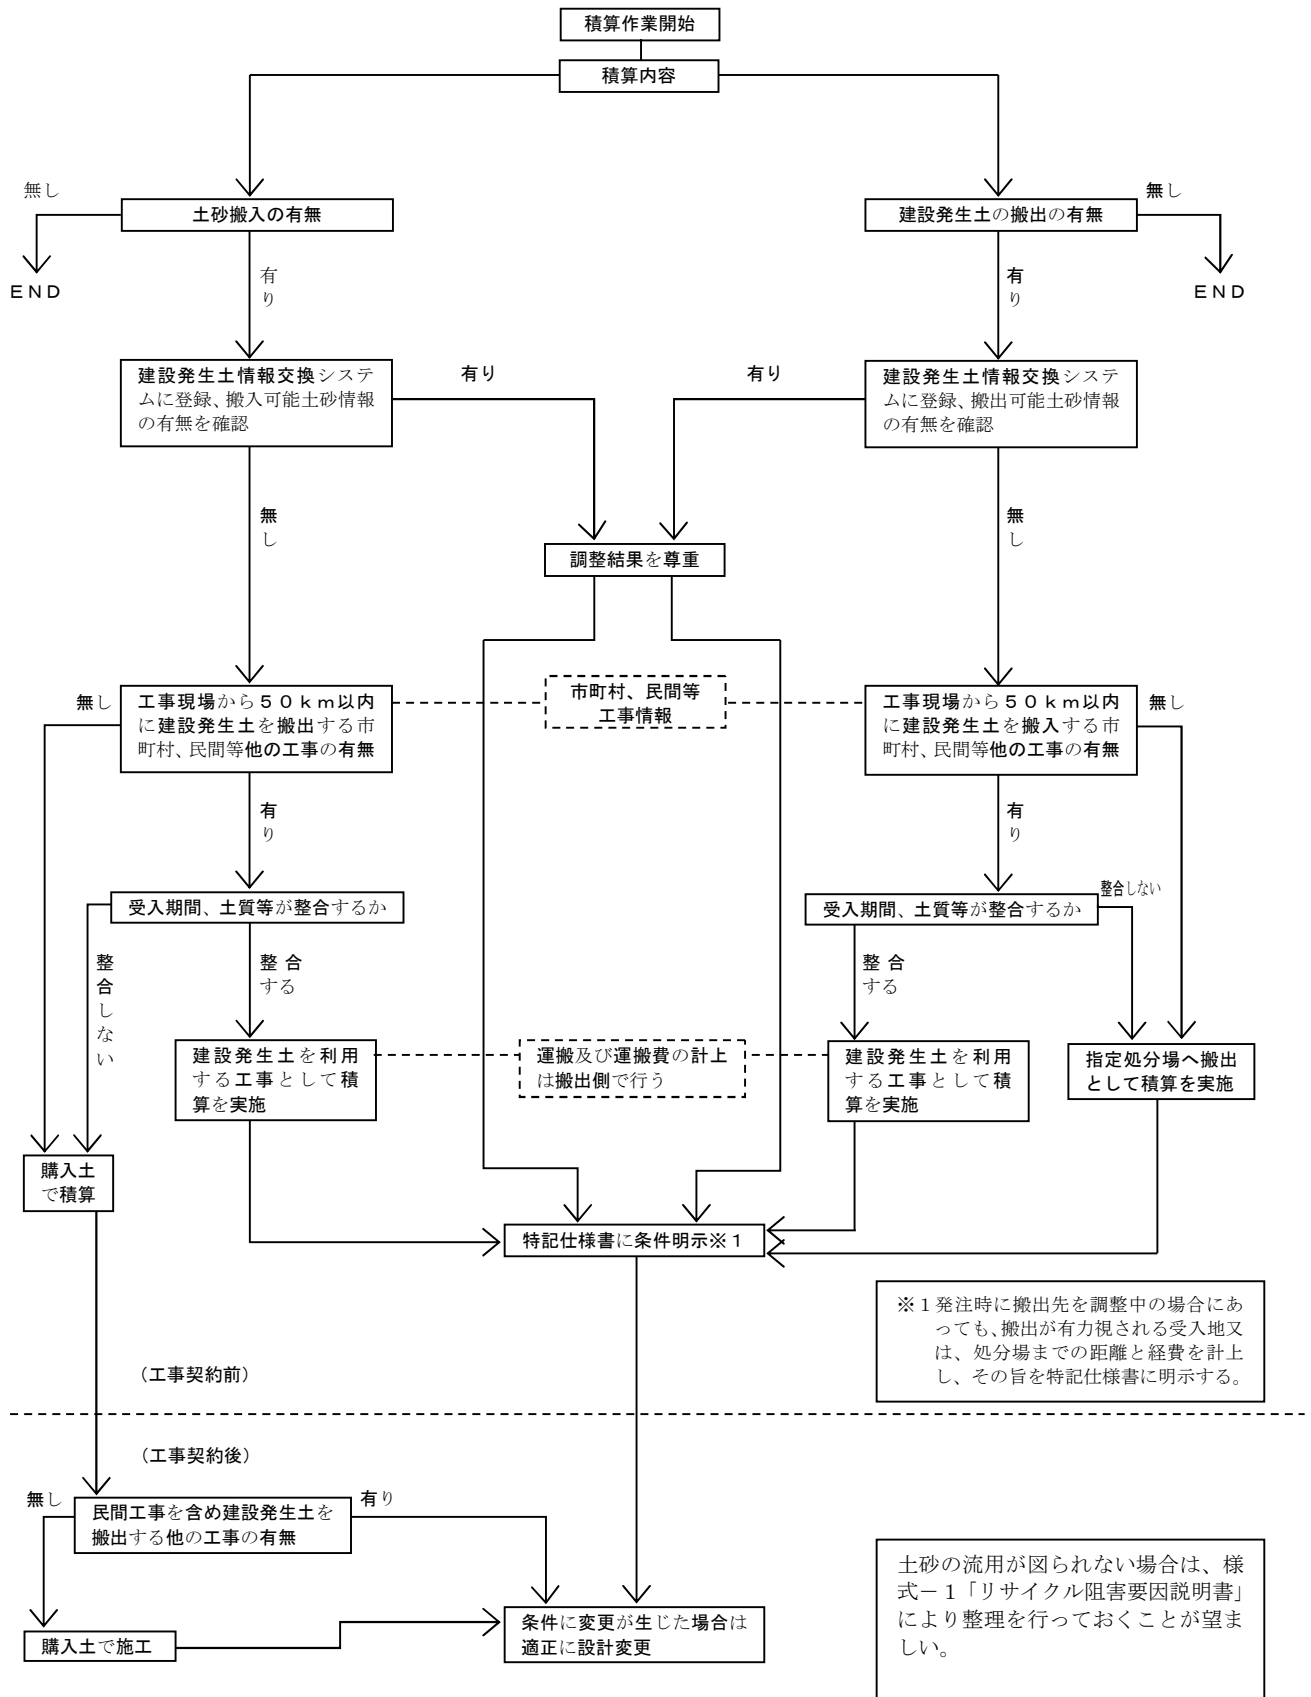 積算作業開始
積算内容
無し
土砂搬入の有無
建設発生土の搬出の有無
無し
END
有
り
有
り
END
建設発生土情報交換システ
ムに登録、搬入可能土砂情報
の有無を確認
有り
有り
建設発生土情報交換システ
ムに登録、搬出可能土砂情報
の有無を確認
無
し
無
し
調整結果を尊重
無し
工事現場から50km以内
に建設発生土を搬出する市
町村、民間等他の工事の有無
市町村、民間等
工事情報
工事現場から50km以内
に建設発生土を搬入する市
町村、民間等他の工事の有無
無し
有
り
有
り
受入期間、土質等が整合するか
受入期間、土質等が整合するか
整合しない
整
合
し
な
い
整合
する
整合
する
建設発生土を利用
する工事として積
算を実施
運搬及び運搬費の計上
は搬出側で行う
建設発生土を利用
する工事として積
算を実施
指定処分場へ搬出
として積算を実施
購入土
で積算
特記仕様書に条件明示※1
※1発注時に搬出先を調整中の場合にあ
っても、搬出が有力視される受入地又
は、処分場までの距離と経費を計上
し、その旨を特記仕様書に明示する。
(工事契約前)
(工事契約後)
無し
民間工事を含め建設発生土を
搬出する他の工事の有無
有り
購入土で施工
条件に変更が生じた場合は
適正に設計変更
土砂の流用が図られない場合は、様
式-1「リサイクル阻害要因説明書」
により整理を行っておくことが望ま
しい。